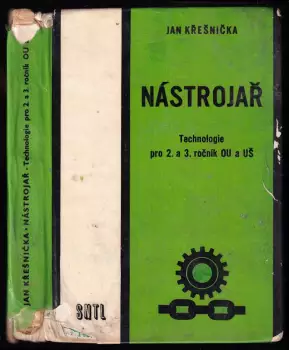 JAN KŘEŠNIČKA
NÁSTROJAŘ
Technologie
pro 2. a 3. ročník OU a UŠ
SNTL
JAN KŘEŠNIČKA · NÁSTROJAŘ · Technologie pro 2. a 3. ročník OU